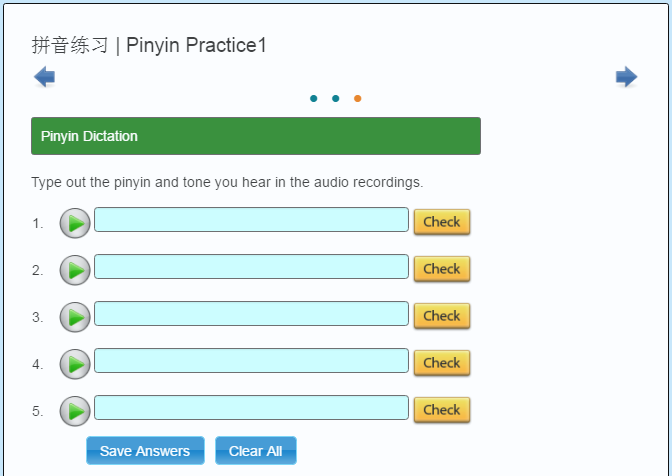 拼音练习 | Pinyin Practice1
Pinyin Dictation
Type out the pinyin and tone you hear in the audio recordings.
1. Check
2. Check
3. Check
4. Check
5. Check
Save Answers Clear All